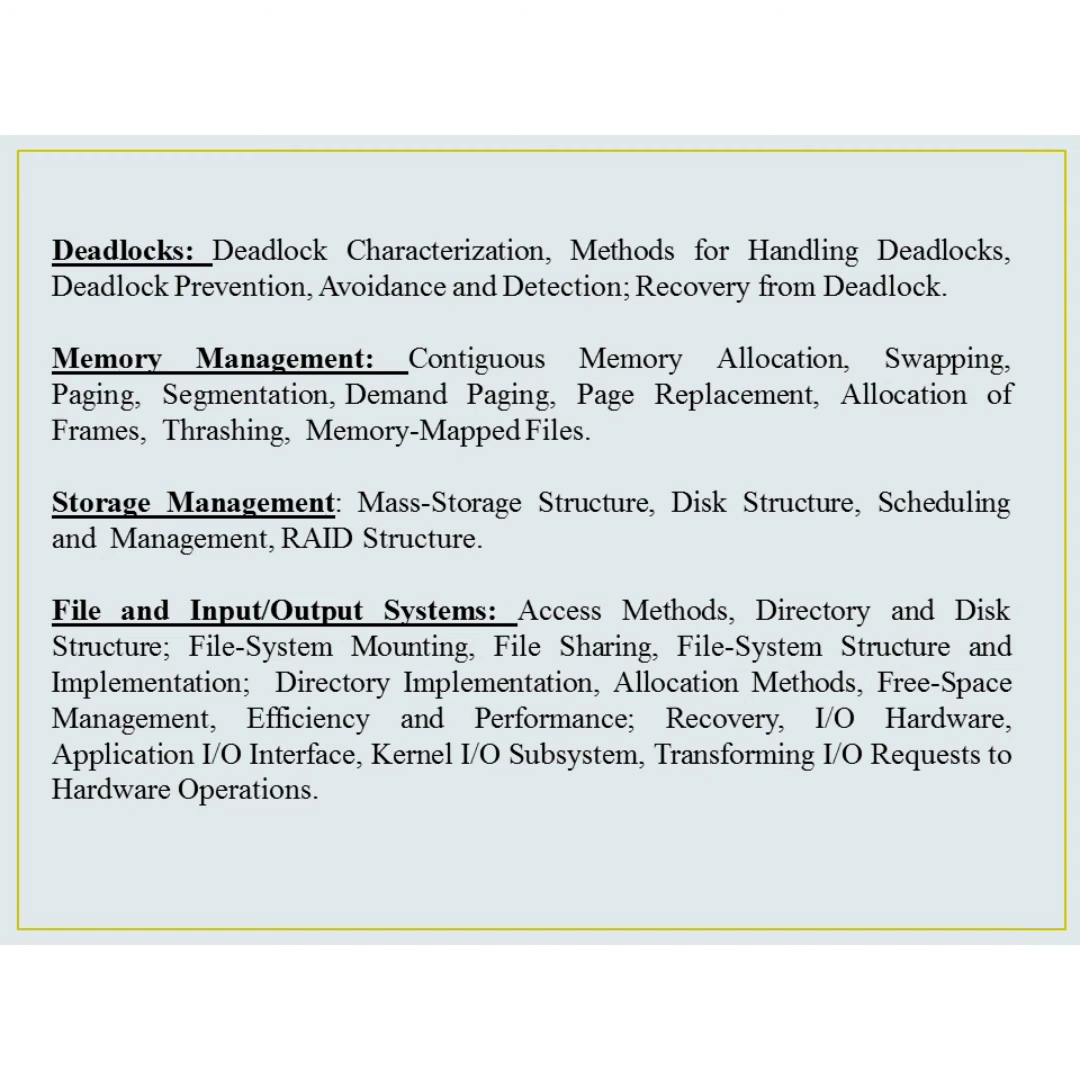 Deadlocks: Deadlock Characterization, Methods for Handling Deadlocks,
Deadlock Prevention, Avoidance and Detection; Recovery from Deadlock.
Memory Management: Contiguous Memory Allocation, Swapping,
Paging, Segmentation, Demand Paging, Page Replacement, Allocation of
Frames, Thrashing, Memory-Mapped Files.
Storage Management: Mass-Storage Structure, Disk Structure, Scheduling
and Management, RAID Structure.
File and Input/Output Systems: Access Methods, Directory and Disk
Structure; File-System Mounting, File Sharing, File-System Structure and
Implementation; Directory Implementation, Allocation Methods, Free-Space
Management, Efficiency and Performance; Recovery, I/O Hardware,
Application I/O Interface, Kernel I/O Subsystem, Transforming I/O Requests to
Hardware Operations.